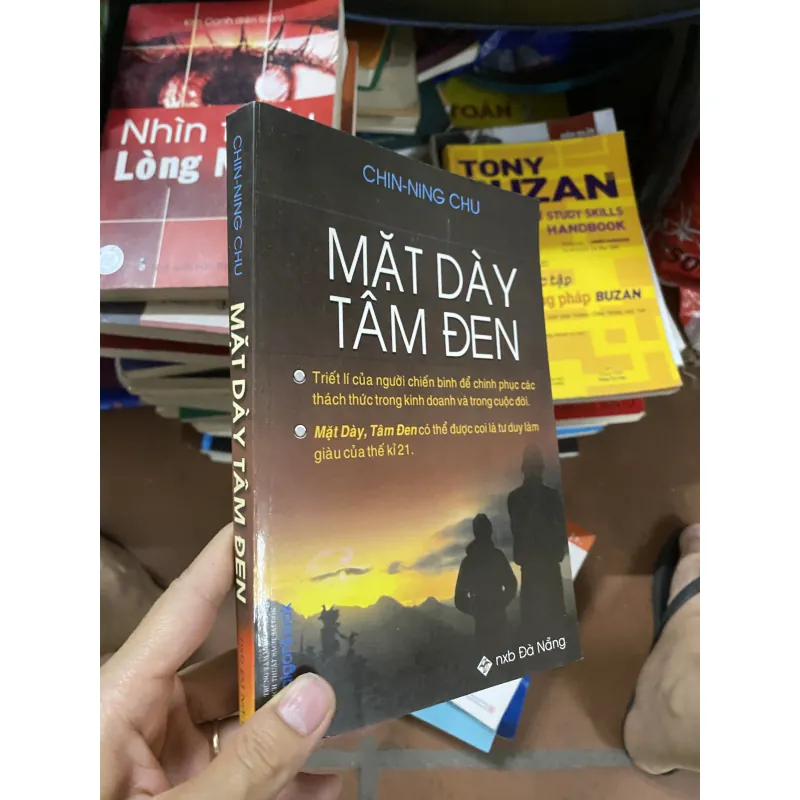 CHIN-NING CHU
MẶT DÀY
TÂM ĐEN
Triết lí của người chiến binh để chinh phục các
thách thức trong kinh doanh và trong cuộc đời.
Mặt Dày, Tâm Đen có thể được coi là tư duy làm
giàu của thế kỉ 21.
nxb Đà Nẵng
CHIN-NING CHU
MẶT DÀY TÂM ĐEN
Nhìn
Lòng
TOÁN
TONY
BUZAN
STUDY SKILLS
HANDBOOK
tập
pháp BUZAN